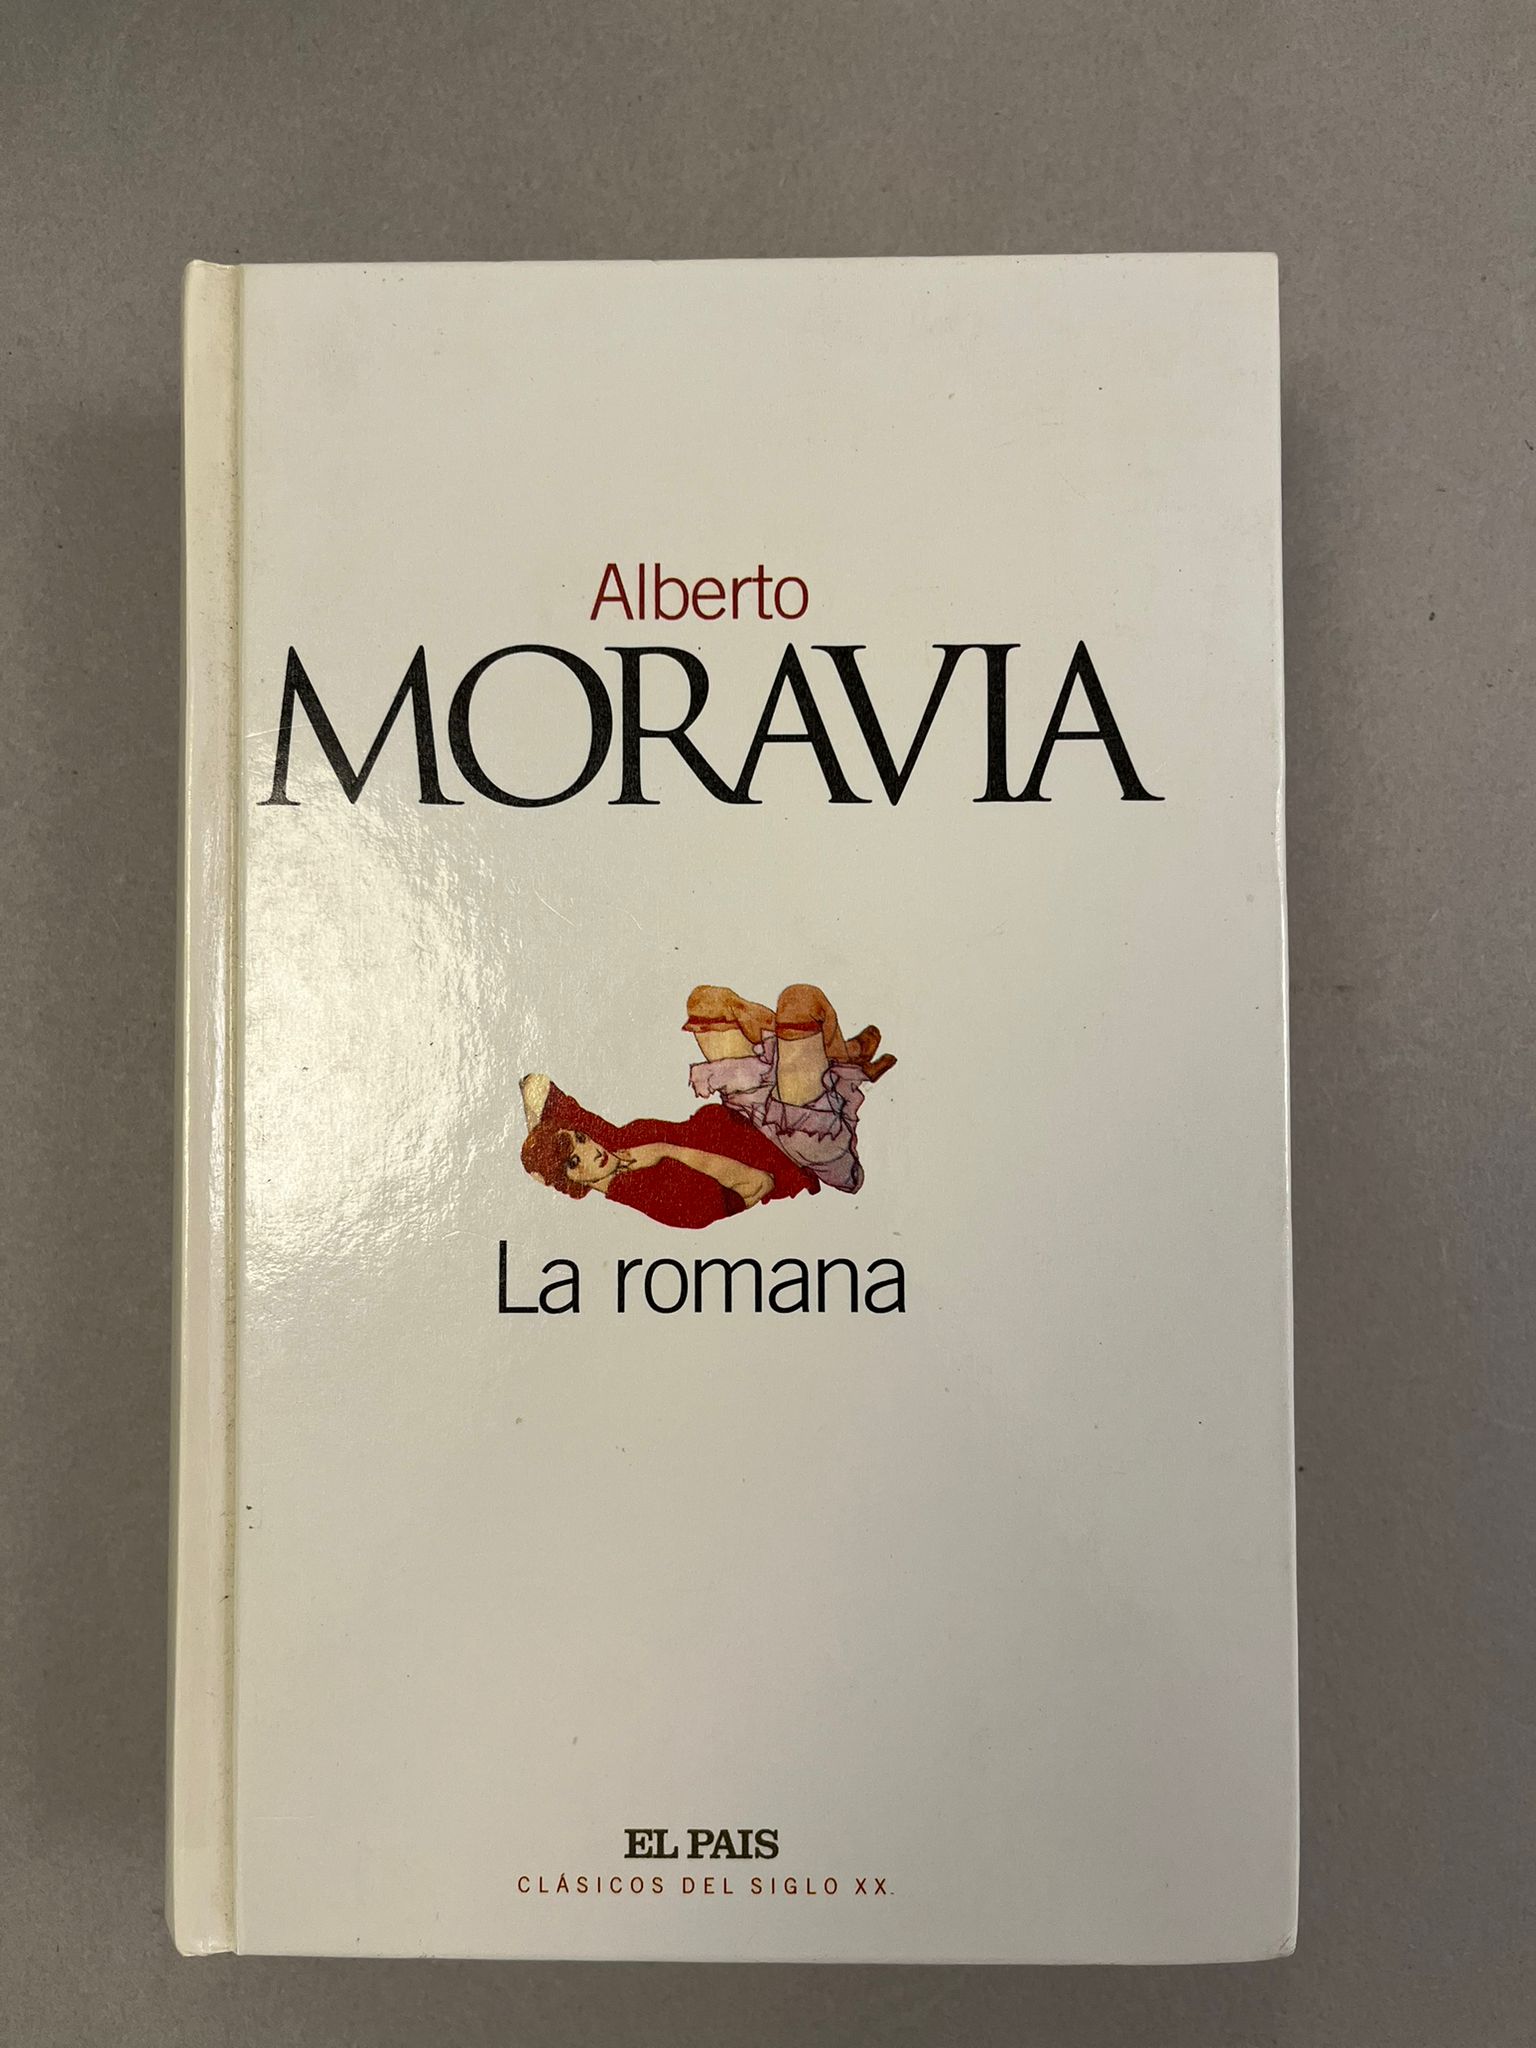 Alberto
MORAVIA
La romana
EL PAIS
CLÁSICOS DEL SIGLO XX.